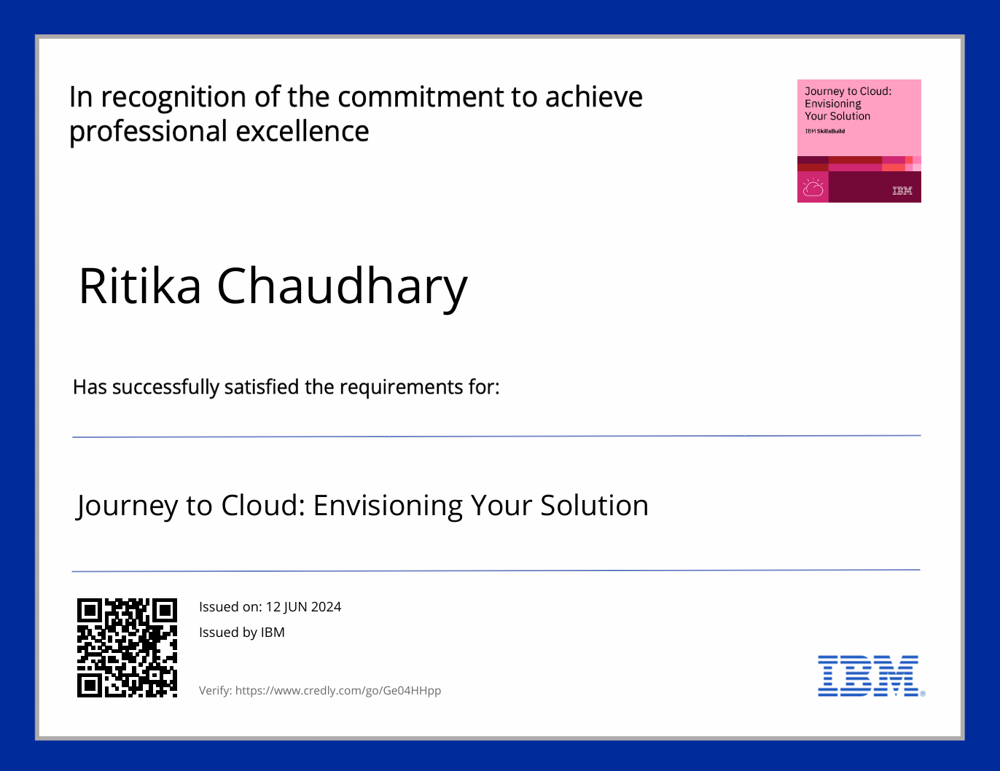 In recognition of the commitment to achieve
professional excellence
Journey to Cloud:
Envisioning
Your Solution
IBM SkillsBuild
IBM
Ritika Chaudhary
Has successfully satisfied the requirements for:
Journey to Cloud: Envisioning Your Solution
Issued on: 12 JUN 2024
Issued by IBM
Verify: https://www.credly.com/go/Ge04HHpp
IBM®